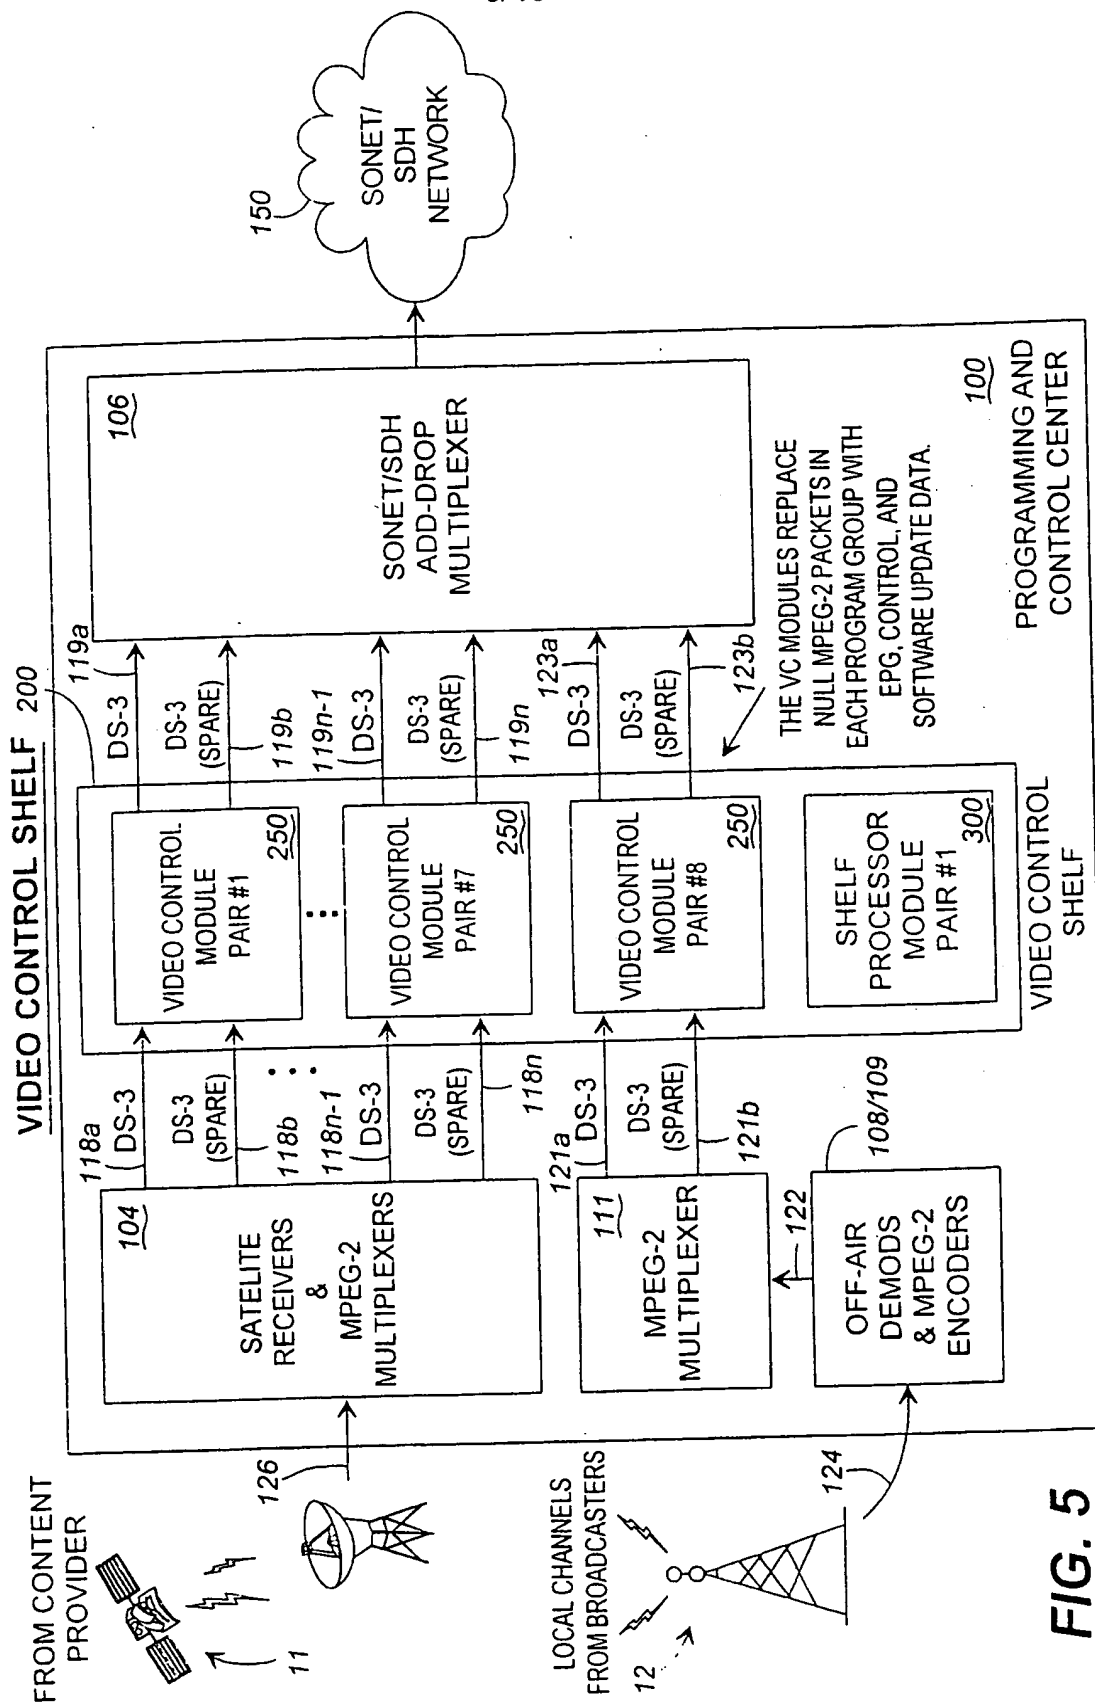 VIDEO CONTROL SHELF
FROM CONTENT
PROVIDER
11
126
LOCAL CHANNELS
FROM BROADCASTERS
12
124
104
SATELITE
RECEIVERS
&
MPEG-2
MULTIPLEXERS
111
MPEG-2
MULTIPLEXER
122
108/109
OFF-AIR
DEMODS
& MPEG-2
ENCODERS
118a
DS-3
DS-3
(SPARE)
118b
118n-1
DS-3
DS-3
(SPARE)
118n
121a
DS-3
DS-3
(SPARE)
121b
200
VIDEO CONTROL
MODULE
PAIR #1
250
VIDEO CONTROL
MODULE
PAIR #7
250
VIDEO CONTROL
MODULE
PAIR #8
250
SHELF
PROCESSOR
MODULE
PAIR #1
300
VIDEO CONTROL
SHELF
DS-3
119a
DS-3
(SPARE)
119b
119n-1
DS-3
DS-3
(SPARE)
119n
DS-3
123a
DS-3
(SPARE)
123b
106
SONET/SDH
ADD-DROP
MULTIPLEXER
THE VC MODULES REPLACE
NULL MPEG-2 PACKETS IN
EACH PROGRAM GROUP WITH
EPG, CONTROL, AND
SOFTWARE UPDATE DATA.
100
PROGRAMMING AND
CONTROL CENTER
150
SONET/
SDH
NETWORK
FIG. 5